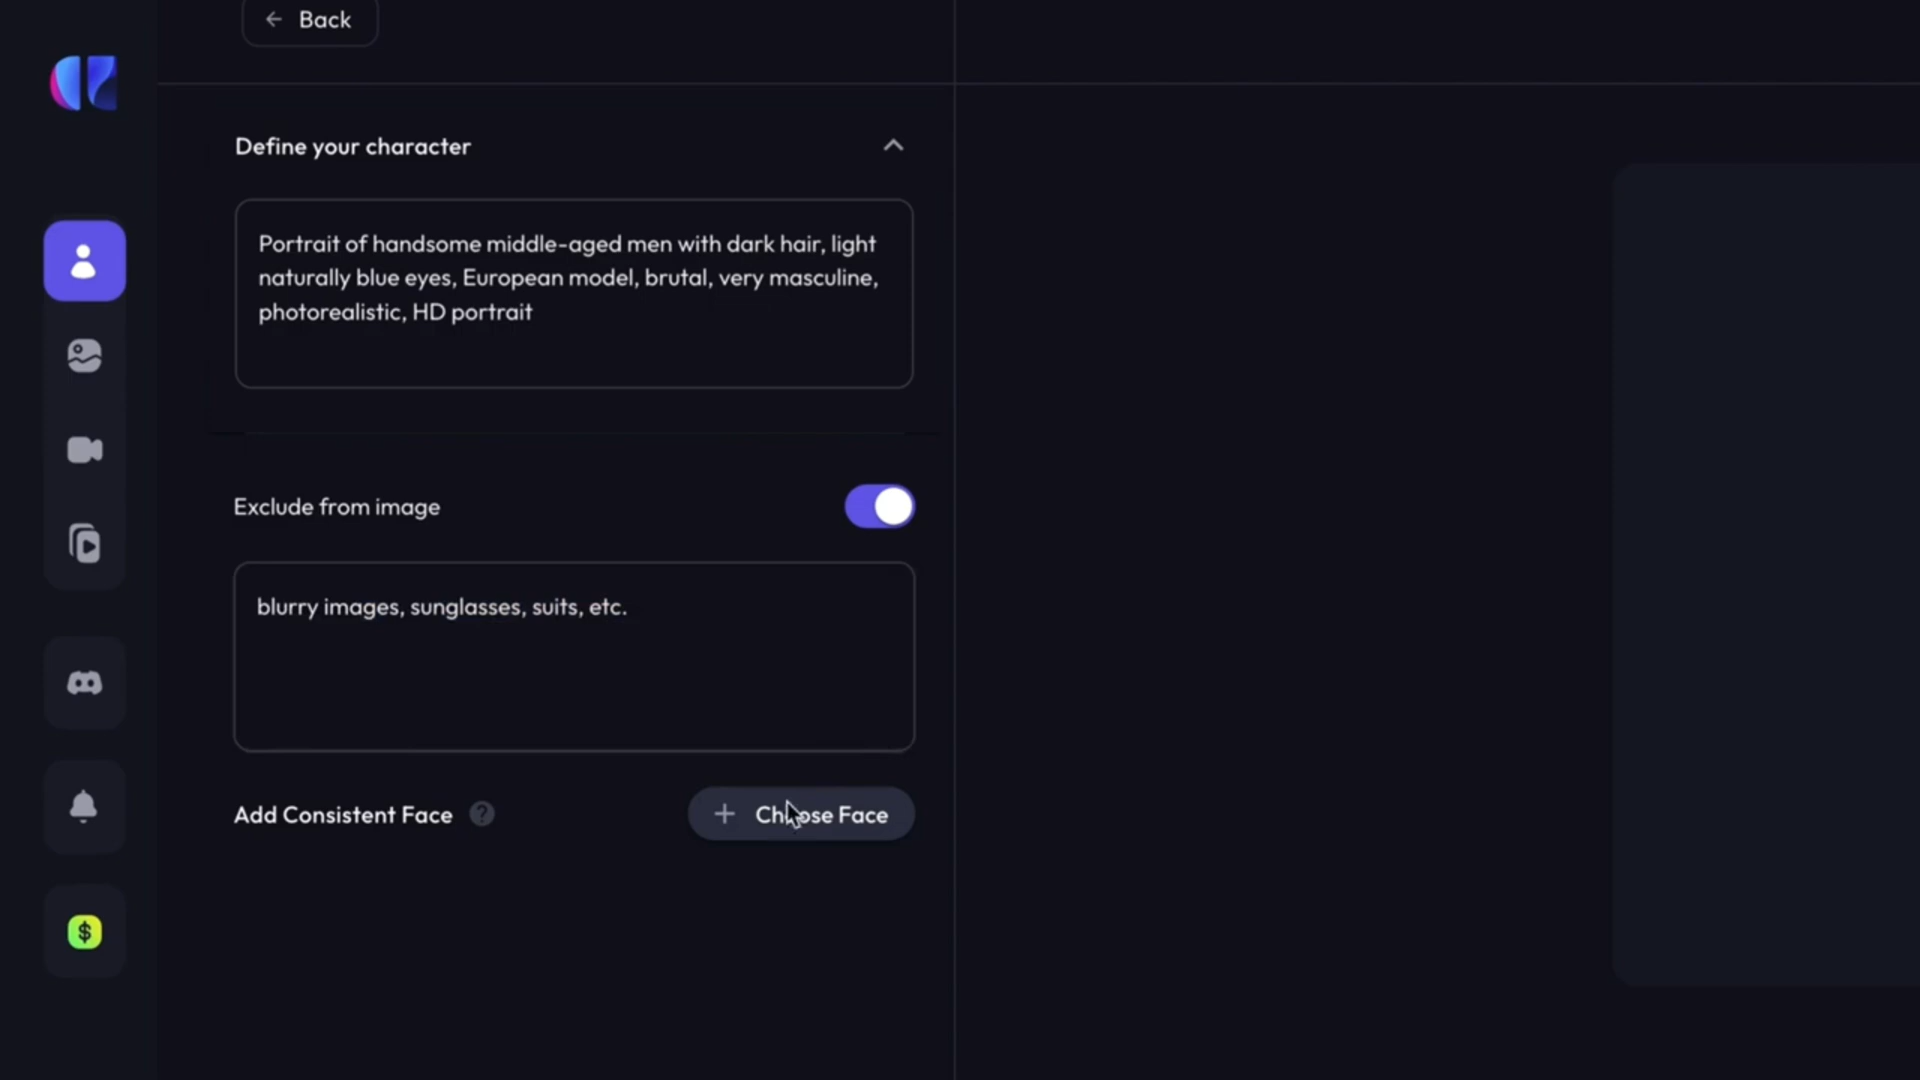 Back
Define your character
Portrait of handsome middle-aged men with dark hair, light
naturally blue eyes, European model, brutal, very masculine,
photorealistic, HD portrait
Exclude from image
blurry images, sunglasses, suits, etc.
Add Consistent Face ?
+ Choose Face
$